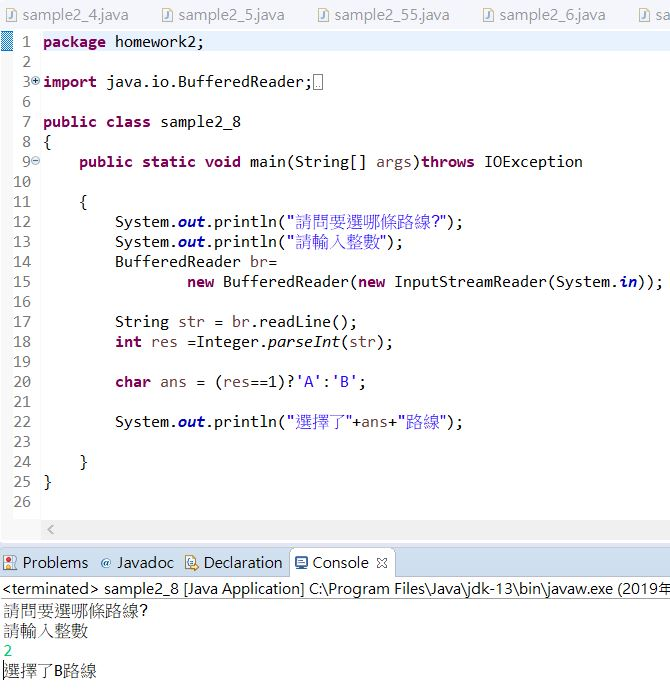 sample2_4.java sample2_5.java sample2_55.java sample2_6.java sa
1 package homework2;
2
3 import java.io.BufferedReader;
6
7 public class sample2_8
8 {
9 public static void main(String[] args)throws IOException
10
11 {
12 System.out.println("請問要選哪條路線?");
13 System.out.println("請輸入整數");
14 BufferedReader br=
15 new BufferedReader(new InputStreamReader(System.in));
16
17 String str = br.readLine();
18 int res =Integer.parseInt(str);
19
20 char ans = (res==1)?'A':'B';
21
22 System.out.println("選擇了"+ans+"路線");
23
24 }
25 }
26
Problems @ Javadoc Declaration Console
<terminated> sample2_8 [Java Application] C:\Program Files\Java\jdk-13\bin\javaw.exe (2019年
請問要選哪條路線?
請輸入整數
2
選擇了B路線